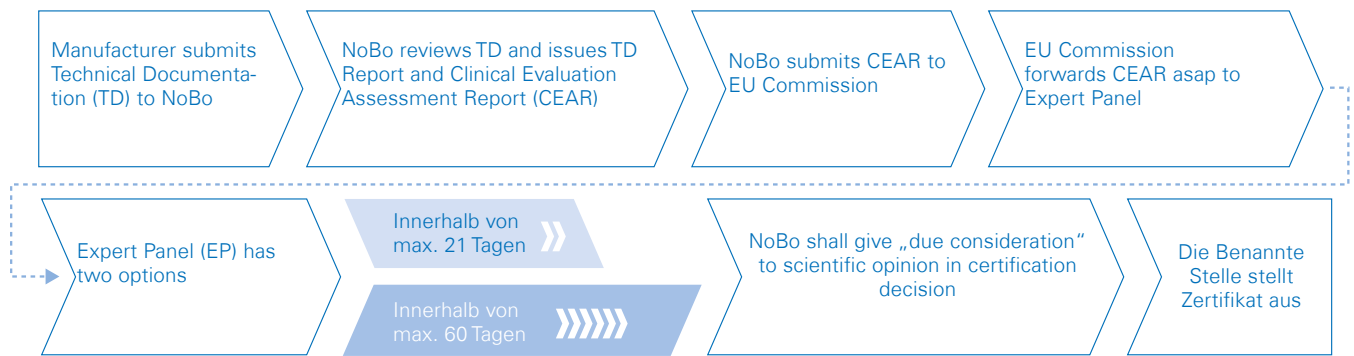 Manufacturer submits
Technical Documenta-
tion (TD) to NoBo
NoBo reviews TD and issues TD
Report and Clinical Evaluation
Assessment Report (CEAR)
NoBo submits CEAR to
EU Commission
EU Commission
forwards CEAR asap to
Expert Panel
Expert Panel (EP) has
two options
Innerhalb von
max. 21 Tagen
Innerhalb von
max. 60 Tagen
NoBo shall give „due consideration“
to scientific opinion in certification
decision
Die Benannte
Stelle stellt
Zertifikat aus